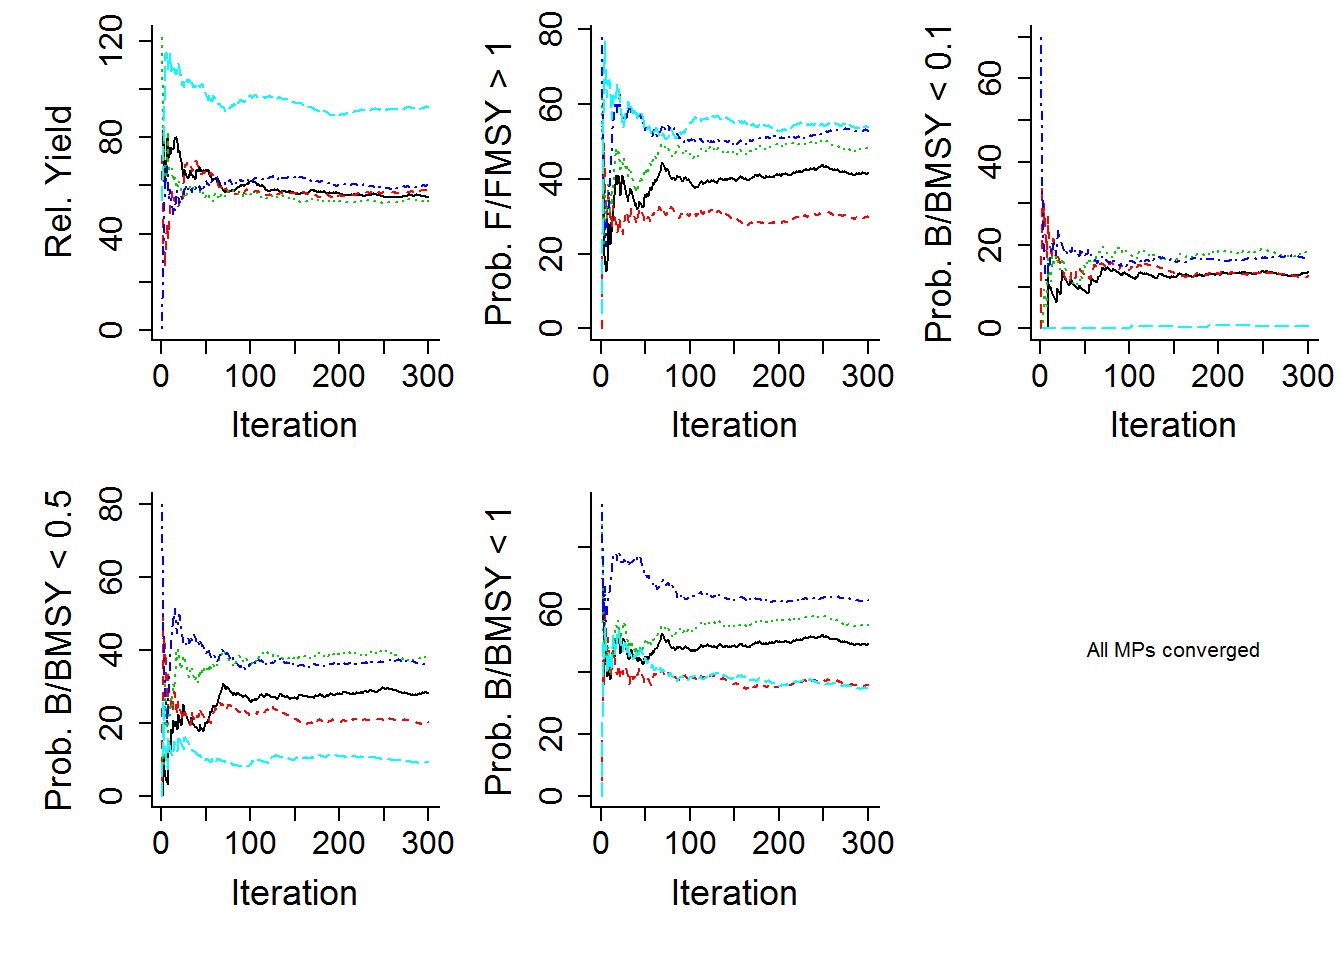 Rel. Yield
0 40 80 120
0 100 200 300
Iteration
Prob. F/FMSY > 1
0 20 40 60 80
0 100 200 300
Iteration
Prob. B/BMSY < 0.1
0 20 40 60
0 100 200 300
Iteration
Prob. B/BMSY < 0.5
0 20 40 60 80
0 100 200 300
Iteration
Prob. B/BMSY < 1
0 20 60
0 100 200 300
Iteration
All MPs converged